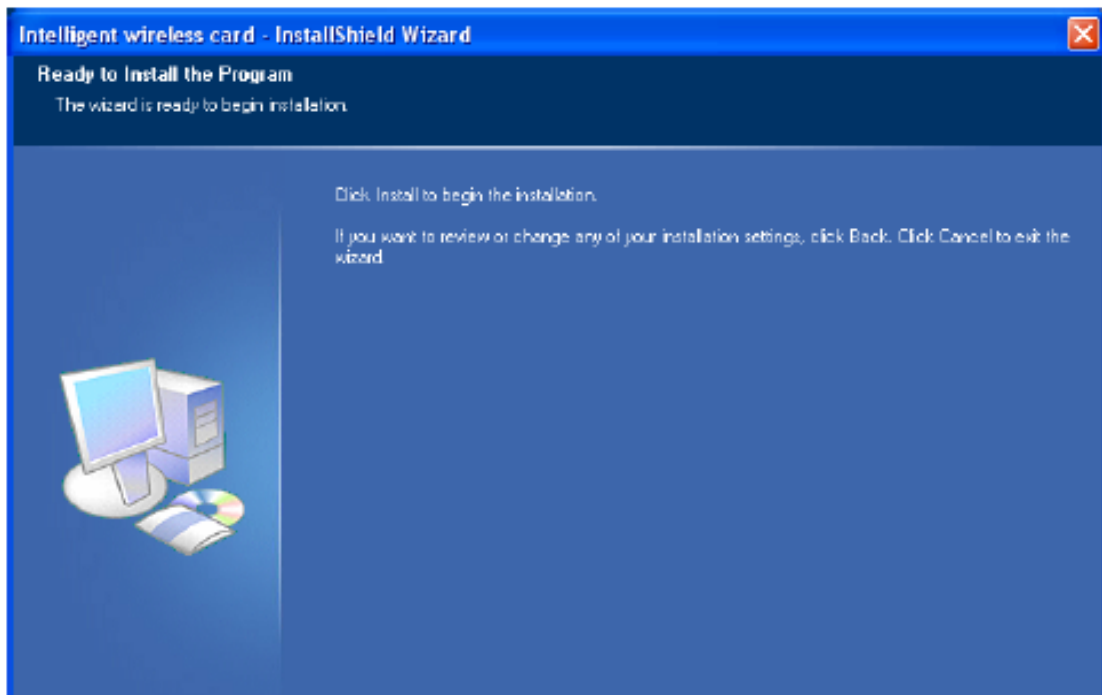 Intelligent wireless card - InstallShield Wizard
Ready to Install the Program
The wizard is ready to begin installation.
Click Install to begin the installation.
If you want to review or change any of your installation settings, click Back. Click Cancel to exit the
wizard.